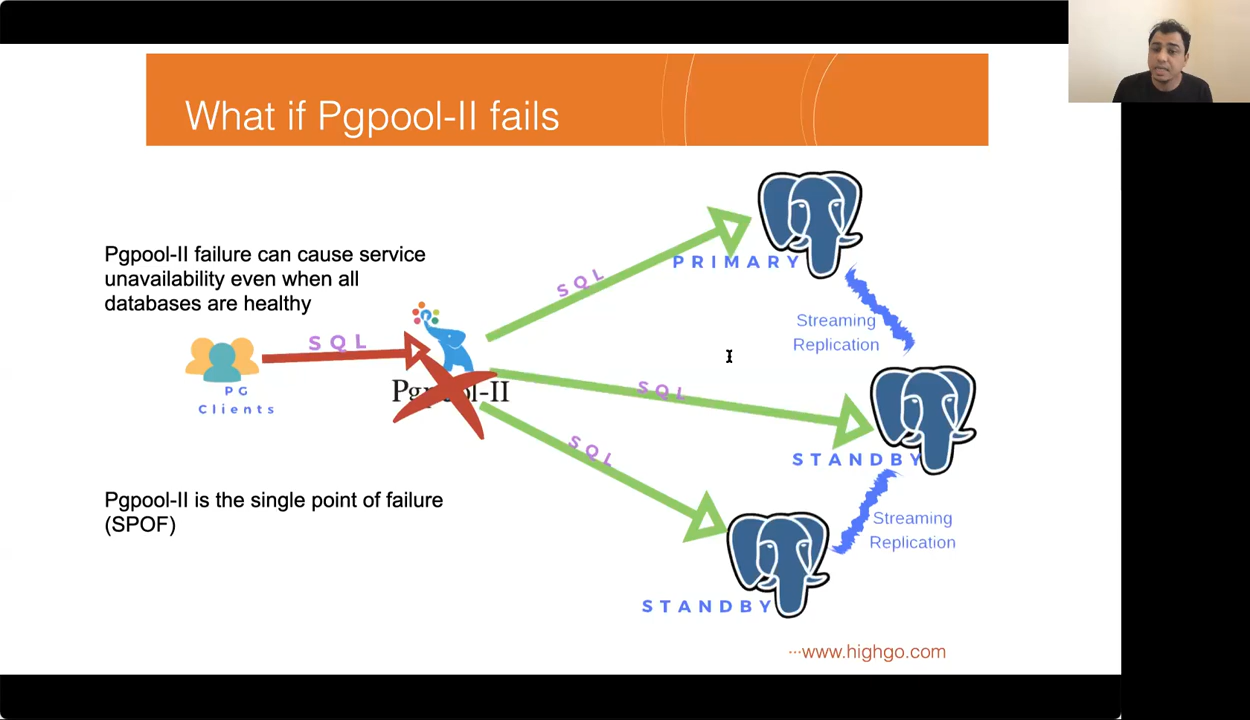 What if Pgpool-II fails
Pgpool-II failure can cause service
unavailability even when all
databases are healthy
SQL
PG
Clients
Pgpool-II
SQL
PRIMARY
Streaming
Replication
SQL
STANDBY
SQL
Streaming
Replication
STANDBY
Pgpool-II is the single point of failure
(SPOF)
···www.highgo.com